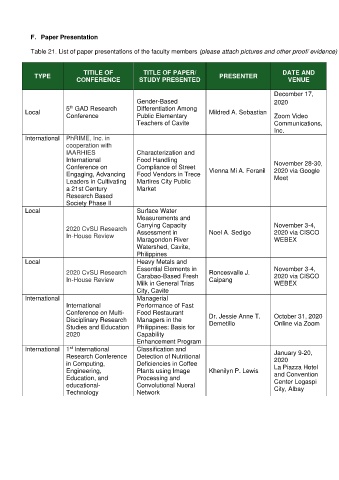 F. Paper Presentation
Table 21. List of paper presentations of the faculty members (please attach pictures and other proof/ evidence)
TYPE
TITILE OF
CONFERENCE
TITLE OF PAPER/
STUDY PRESENTED
PRESENTER
DATE AND
VENUE
Local
5th GAD Research
Conference
Gender-Based
Differentiation Among
Public Elementary
Teachers of Cavite
Mildred A. Sebastian
December 17,
2020
Zoom Video
Communications,
Inc.
International
PhRIME, Inc. in
cooperation with
IAARHIES
International
Conference on
Engaging, Advancing
Leaders in Cultivating
a 21st Century
Research Based
Society Phase II
Characterization and
Food Handling
Compliance of Street
Food Vendors in Trece
Martires City Public
Market
Vienna Mi A. Feranil
November 28-30,
2020 via Google
Meet
Local
2020 CvSU Research
In-House Review
Surface Water
Measurements and
Carrying Capacity
Assessment in
Maragondon River
Watershed, Cavite,
Philippines
Noel A. Sedigo
November 3-4,
2020 via CISCO
WEBEX
Local
2020 CvSU Research
In-House Review
Heavy Metals and
Essential Elements in
Carabao-Based Fresh
Milk in General Trias
City, Cavite
Roncesvalle J.
Caipang
November 3-4,
2020 via CISCO
WEBEX
International
International
Conference on Multi-
Disciplinary Research
Studies and Education
2020
Managerial
Performance of Fast
Food Restaurant
Managers in the
Philippines: Basis for
Capability
Enhancement Program
Dr. Jessie Anne T.
Demetillo
October 31, 2020
Online via Zoom
International
1st International
Research Conference
in Computing,
Engineering,
Education, and
educational-
Technology
Classification and
Detection of Nutritional
Deficiencies in Coffee
Plants using Image
Processing and
Convolutional Nueral
Network
Khenilyn P. Lewis
January 9-20,
2020
La Piazza Hotel
and Convention
Center Legaspi
City, Albay